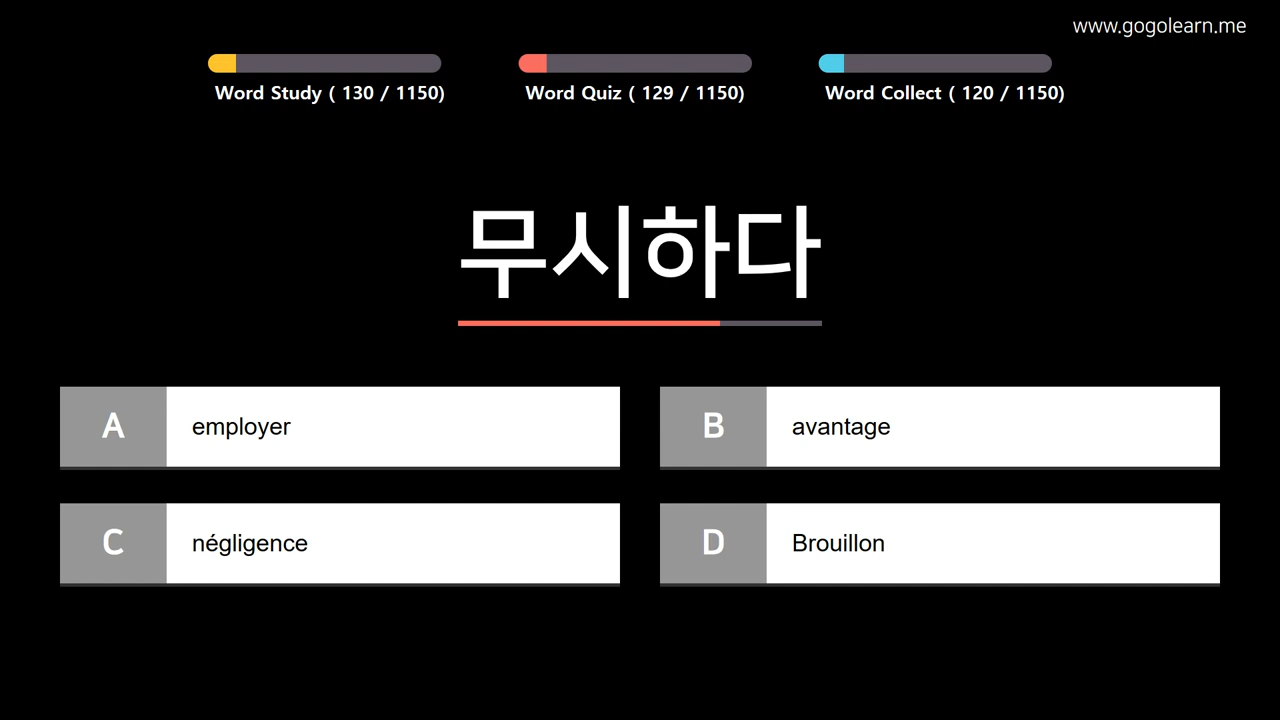 www.gogolearn.me
Word Study ( 130 / 1150)
Word Quiz ( 129 / 1150)
Word Collect ( 120 / 1150)
무시하다
A employer
B avantage
C négligence
D Brouillon